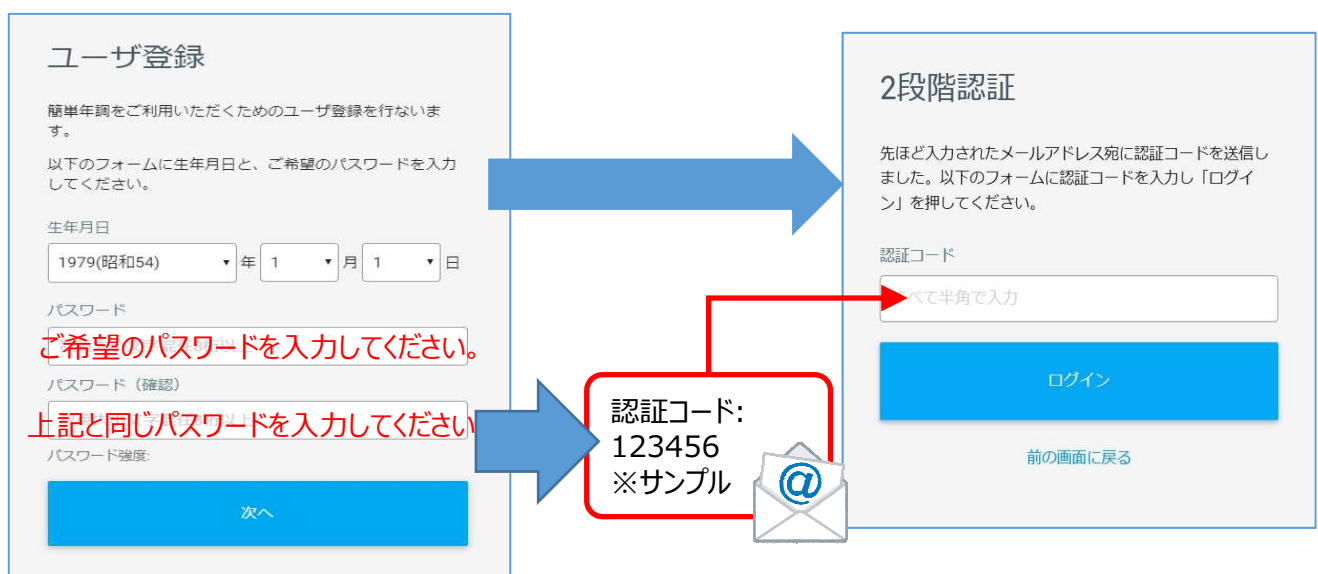 ユーザ登録
簡単年調をご利用いただくためのユーザ登録を行ないま
す。
以下のフォームに生年月日と、ご希望のパスワードを入力
してください。
生年月日
1979(昭和54) 年 1 月 1 日
パスワード
ご希望のパスワードを入力してください。
パスワード（確認）
上記と同じパスワードを入力してください
パスワード強度:
次へ
認証コード:
123456
※サンプル
@
2段階認証
先ほど入力されたメールアドレス宛に認証コードを送信し
ました。以下のフォームに認証コードを入力し「ログイ
ン」を押してください。
認証コード
べて半角で入力
ログイン
前の画面に戻る